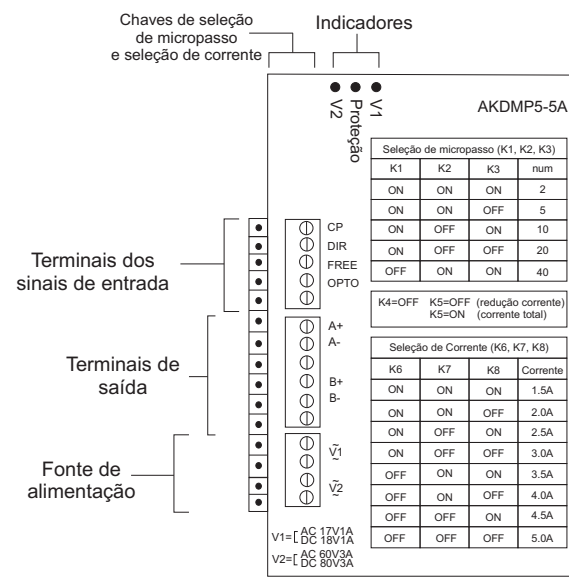 Chaves de seleção
de micropasso
e seleção de corrente
Indicadores
V2
Proteção
V1
AKDMP5-5A
Seleção de micropasso (K1, K2, K3)
K1 K2 K3 num
ON ON ON 2
ON ON OFF 5
ON OFF ON 10
ON OFF OFF 20
OFF ON ON 40
K4=OFF K5=OFF (redução corrente)
K5=ON (corrente total)
Seleção de Corrente (K6, K7, K8)
K6 K7 K8 Corrente
ON ON ON 1.5A
ON ON OFF 2.0A
ON OFF ON 2.5A
ON OFF OFF 3.0A
OFF ON ON 3.5A
OFF ON OFF 4.0A
OFF OFF ON 4.5A
OFF OFF OFF 5.0A
Terminais dos
sinais de entrada
CP
DIR
FREE
OPTO
Terminais de
saída
A+
A-
B+
B-
Fonte de
alimentação
~
V1
~
~
V2
~
V1=[ AC 17V1A
DC 18V1A
V2=[ AC 60V3A
DC 80V3A